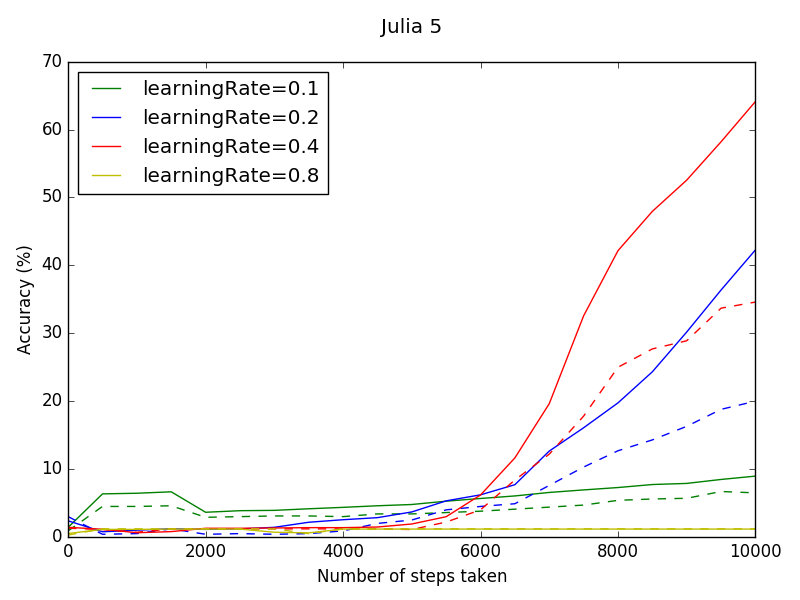 Julia 5
learningRate=0.1
learningRate=0.2
learningRate=0.4
learningRate=0.8
70
60
50
40
30
20
10
0
Accuracy (%)
0 2000 4000 6000 8000 10000
Number of steps taken